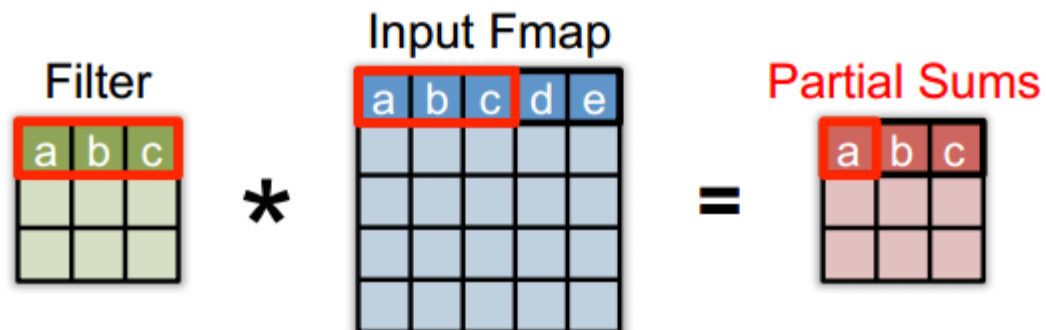 Filter
a b c
*
Input Fmap
a b c d e
=
Partial Sums
a b c